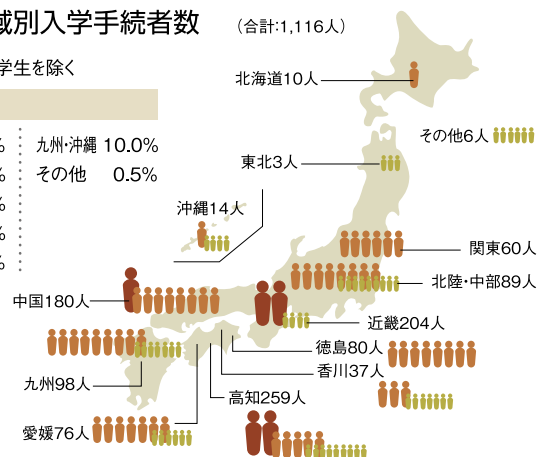 域別入学手続者数 (合計:1,116人)
学生を除く
% 九州・沖縄 10.0%
% その他 0.5%
%
%
%
北海道10人
その他6人
東北3人
沖縄14人
関東60人
北陸・中部89人
中国180人
近畿204人
徳島80人
香川37人
九州98人
高知259人
愛媛76人